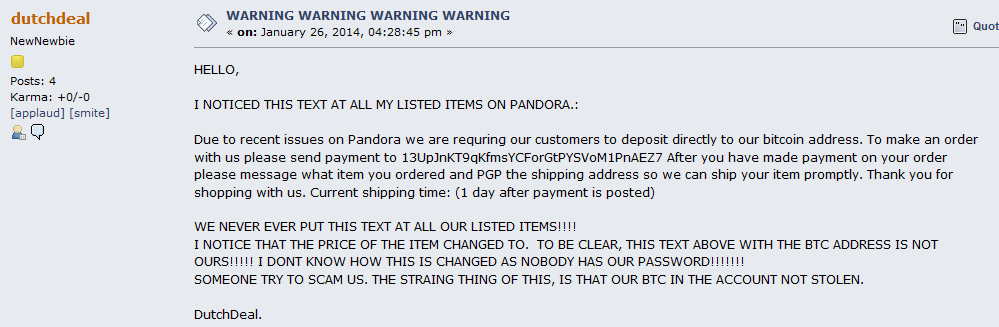 dutchdeal
NewNewbie
Posts: 4
Karma: +0/-0
[applaud] [smite]
WARNING WARNING WARNING WARNING
« on: January 26, 2014, 04:28:45 pm »
Quot
HELLO,
I NOTICED THIS TEXT AT ALL MY LISTED ITEMS ON PANDORA.:
Due to recent issues on Pandora we are requring our customers to deposit directly to our bitcoin address. To make an order
with us please send payment to 13UpJnKT9qKfmsYCForGtPYSVoM1PnAEZ7 After you have made payment on your order
please message what item you ordered and PGP the shipping address so we can ship your item promptly. Thank you for
shopping with us. Current shipping time: (1 day after payment is posted)
WE NEVER EVER PUT THIS TEXT AT ALL OUR LISTED ITEMS!!!!
I NOTICE THAT THE PRICE OF THE ITEM CHANGED TO.  TO BE CLEAR, THIS TEXT ABOVE WITH THE BTC ADDRESS IS NOT
OURS!!!!! I DONT KNOW HOW THIS IS CHANGED AS NOBODY HAS OUR PASSWORD!!!!!!!
SOMEONE TRY TO SCAM US. THE STRAING THING OF THIS, IS THAT OUR BTC IN THE ACCOUNT NOT STOLEN.
DutchDeal.